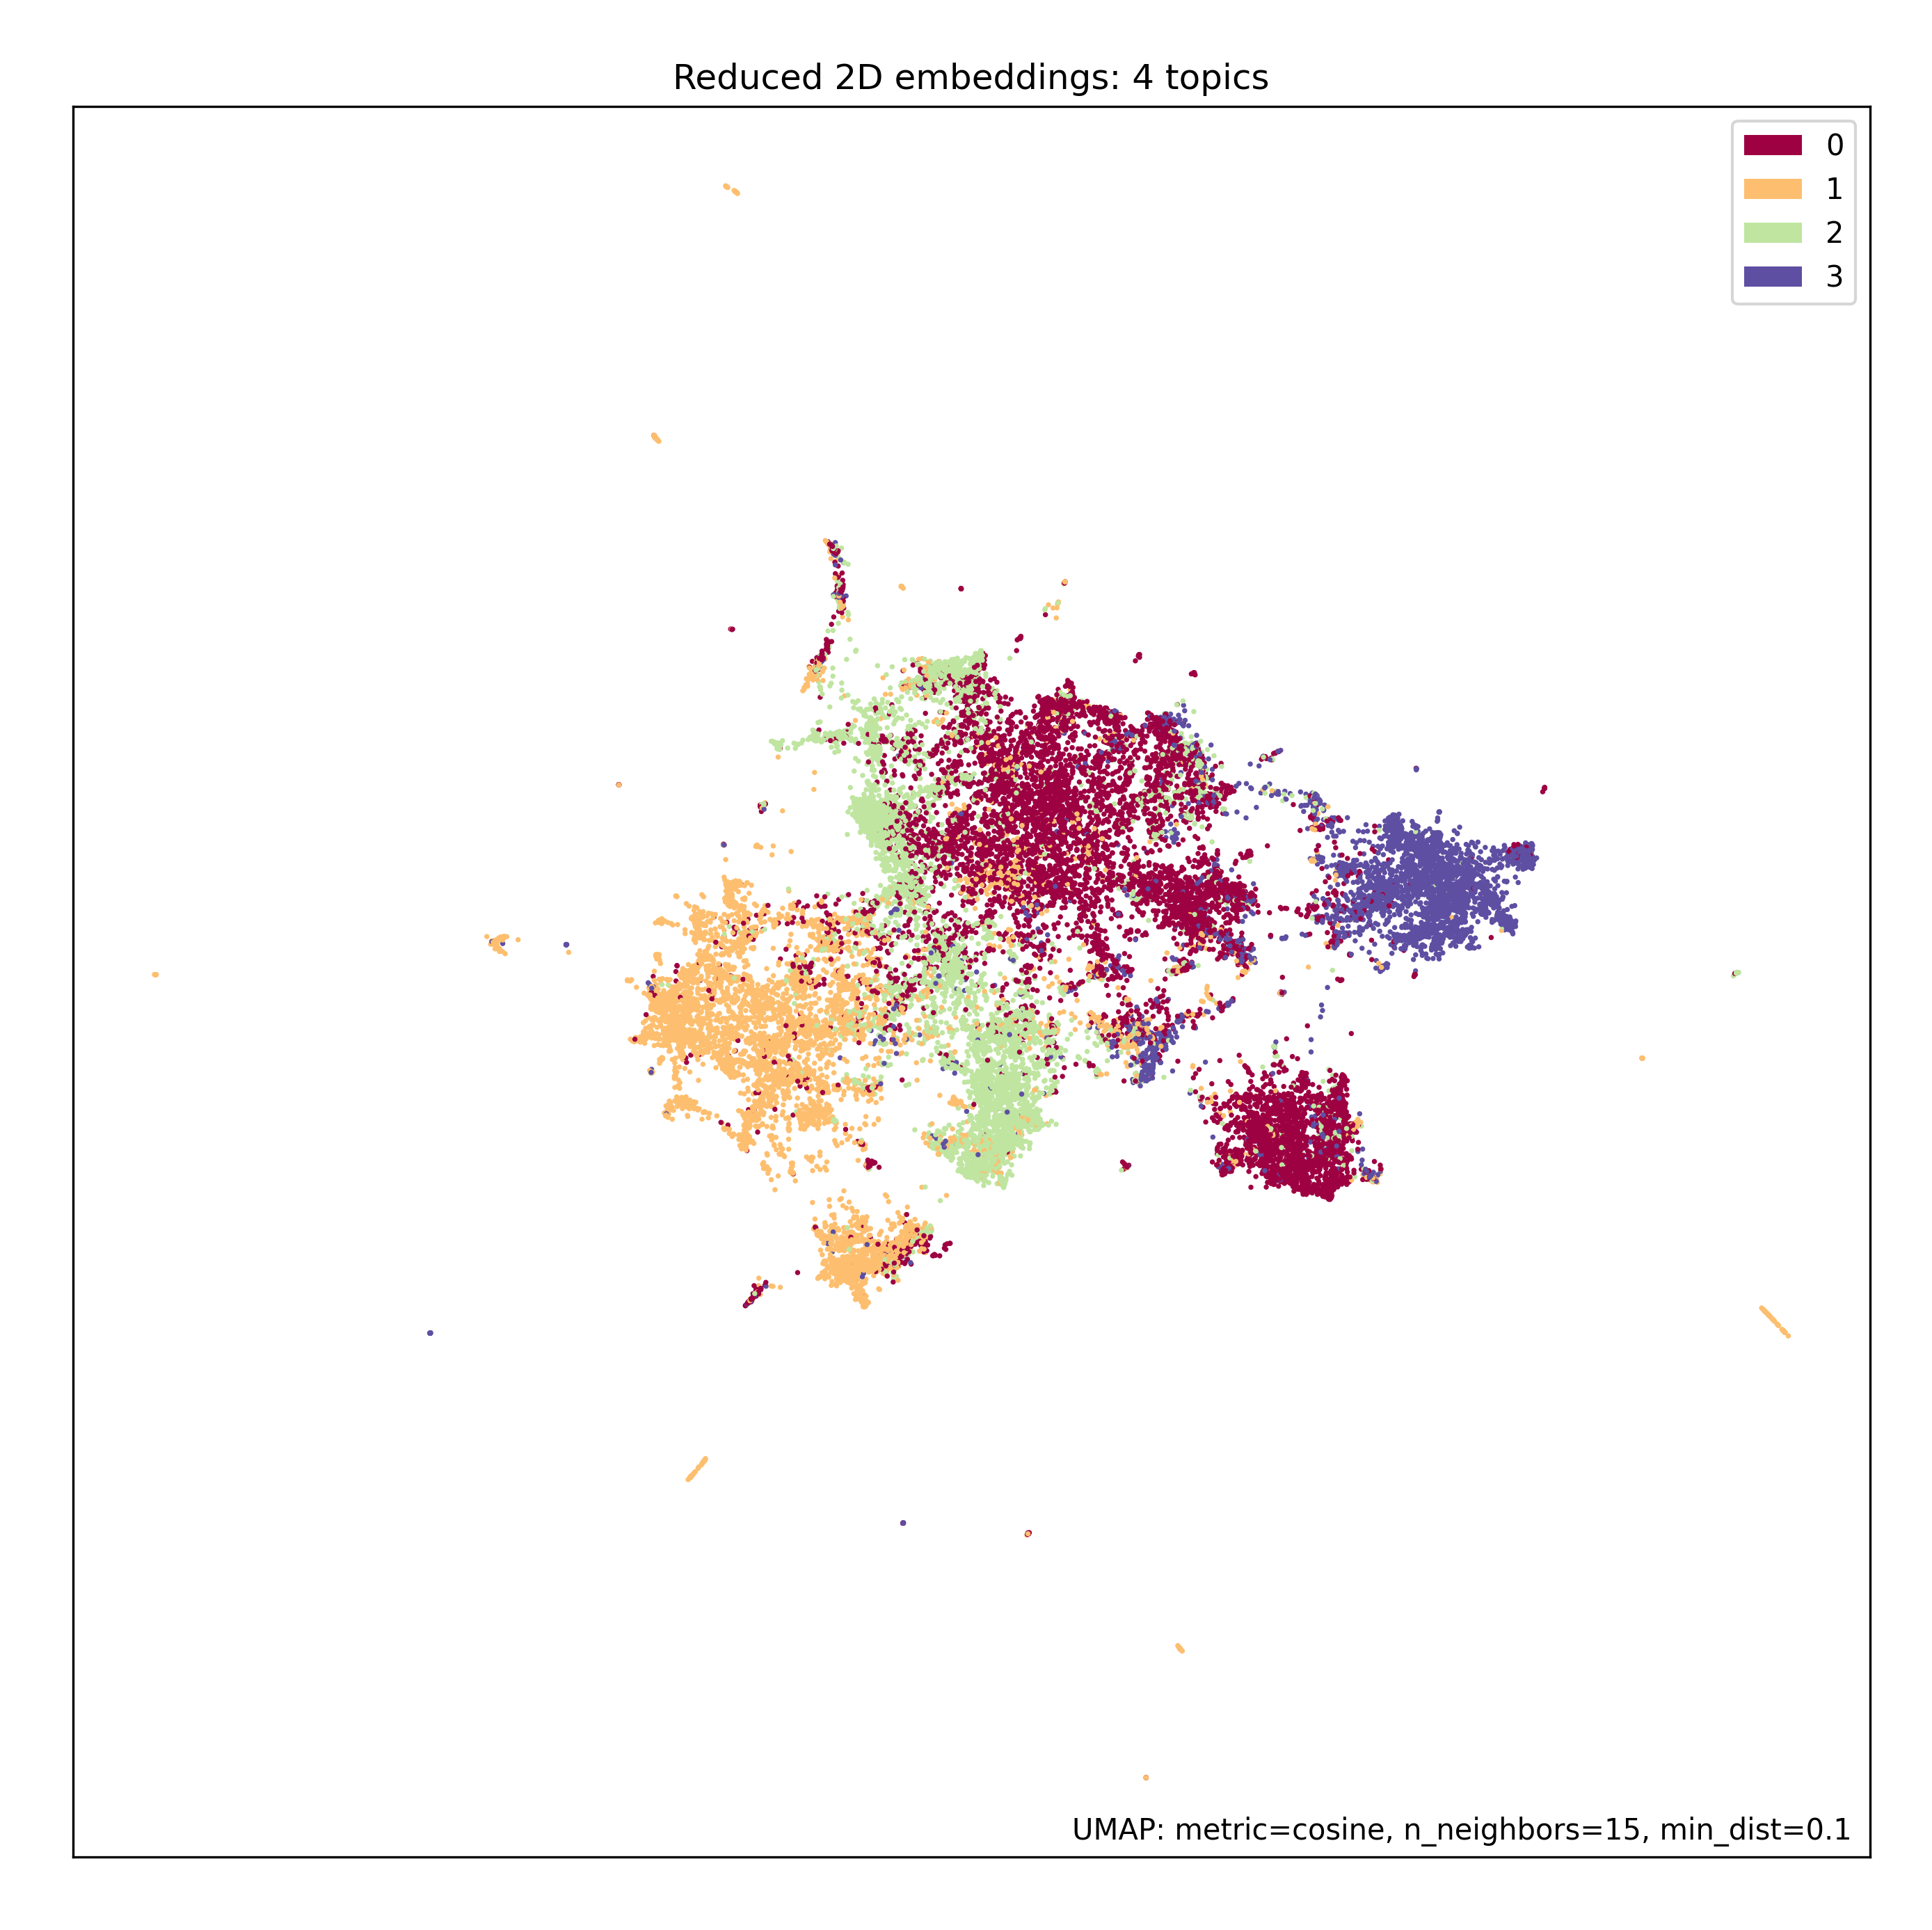 Reduced 2D embeddings: 4 topics
0
1
2
3
UMAP: metric=cosine, n_neighbors=15, min_dist=0.1